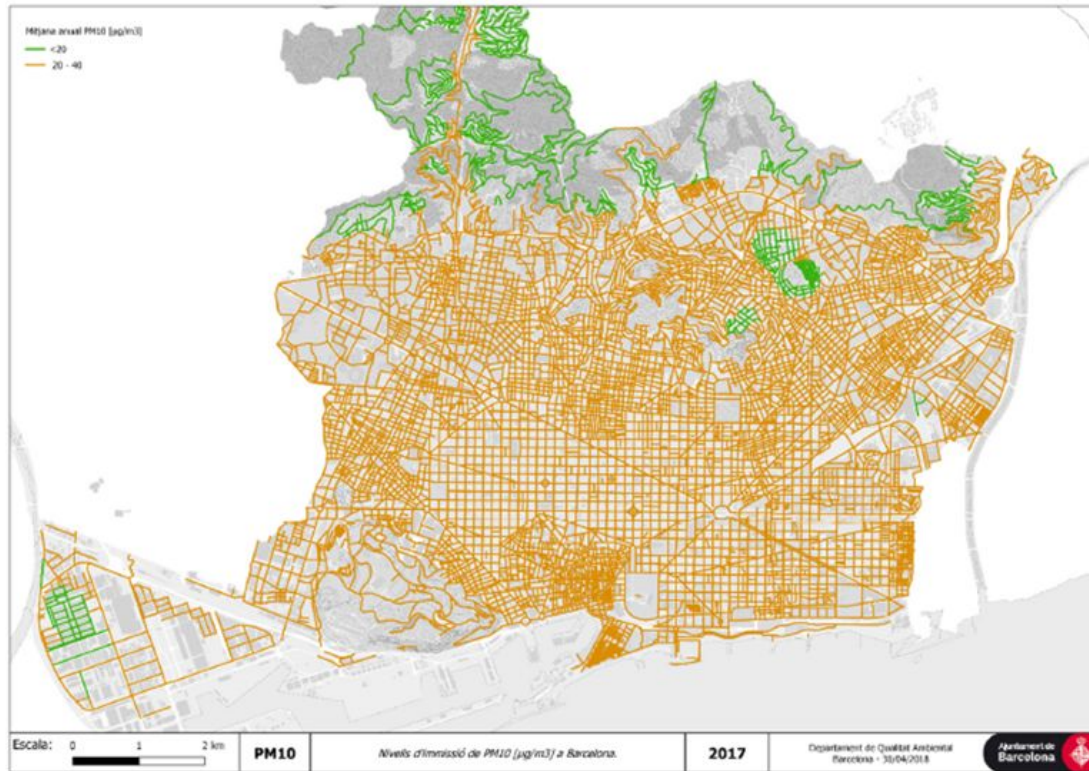 Mitjana anual PM10 [µg/m3]
<20
20 - 40
Escala:
0 1 2 km
PM10
Nivells d'immissió de PM10 [µg/m3] a Barcelona.
2017
Departament de Qualitat Ambiental
Barcelona - 30/04/2018
Ajuntament de
Barcelona